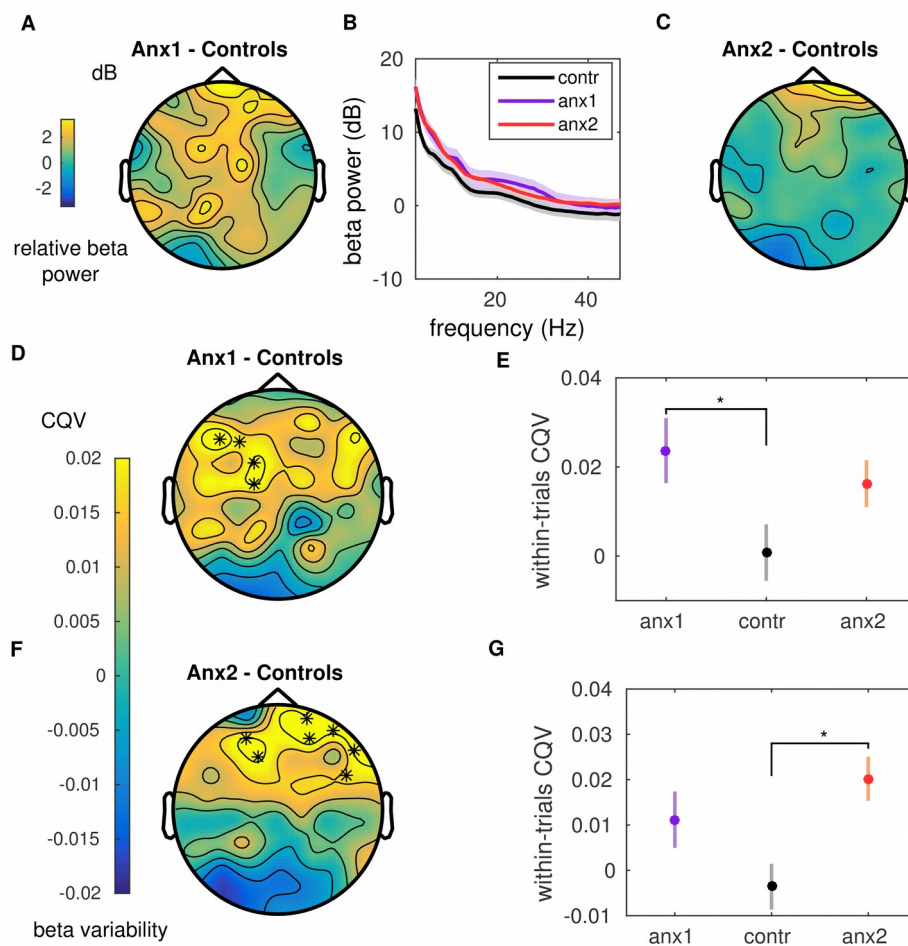 A
Anx1 - Controls
dB
2
0
-2
relative beta
power
B
20
10
0
-10
beta power (dB)
contr
anx1
anx2
20
40
frequency (Hz)
C
Anx2 - Controls
D
Anx1 - Controls
CQV
0.02
0.015
0.01
0.005
0
-0.005
-0.01
-0.015
-0.02
beta variability
E
0.04
0.02
0
within-trials CQV
*
anx1
contr
anx2
F
Anx2 - Controls
G
0.04
0.03
0.02
0.01
0
-0.01
within-trials CQV
*
anx1
contr
anx2